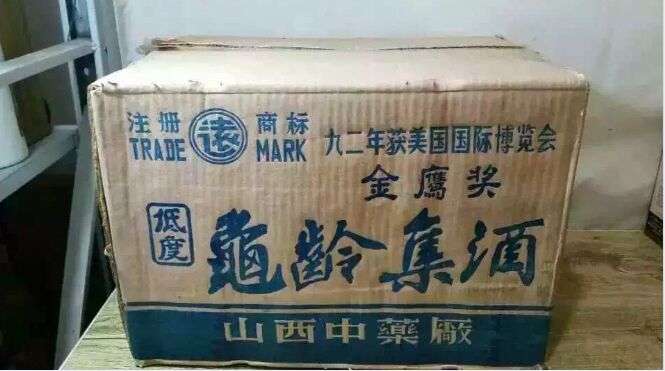 注册 遠 商标
TRADE MARK
九二年获美国国际博览会
金鹰奖
低度
龜齡集酒
山西中藥廠